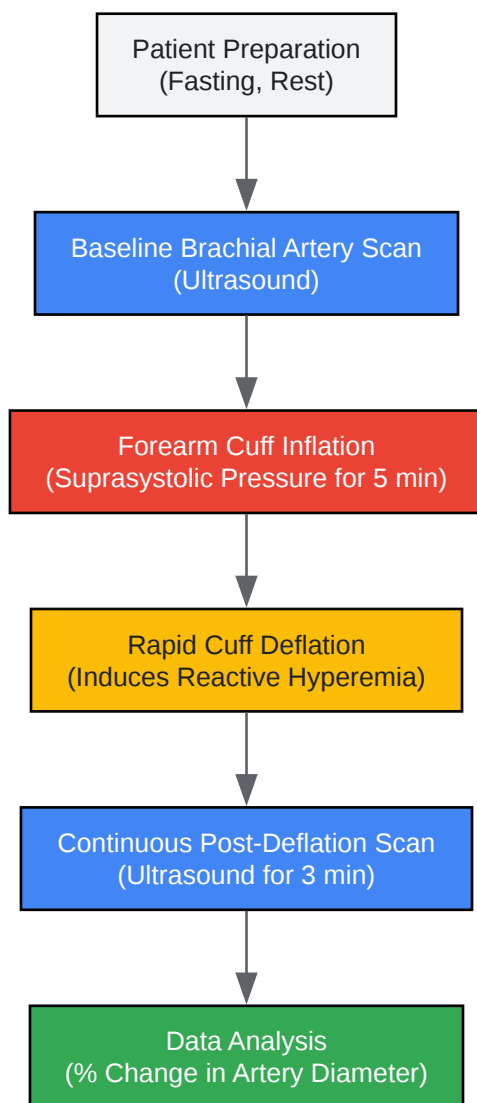 Patient Preparation
(Fasting, Rest)
Baseline Brachial Artery Scan
(Ultrasound)
Forearm Cuff Inflation
(Suprasystolic Pressure for 5 min)
Rapid Cuff Deflation
(Induces Reactive Hyperemia)
Continuous Post-Deflation Scan
(Ultrasound for 3 min)
Data Analysis
(% Change in Artery Diameter)